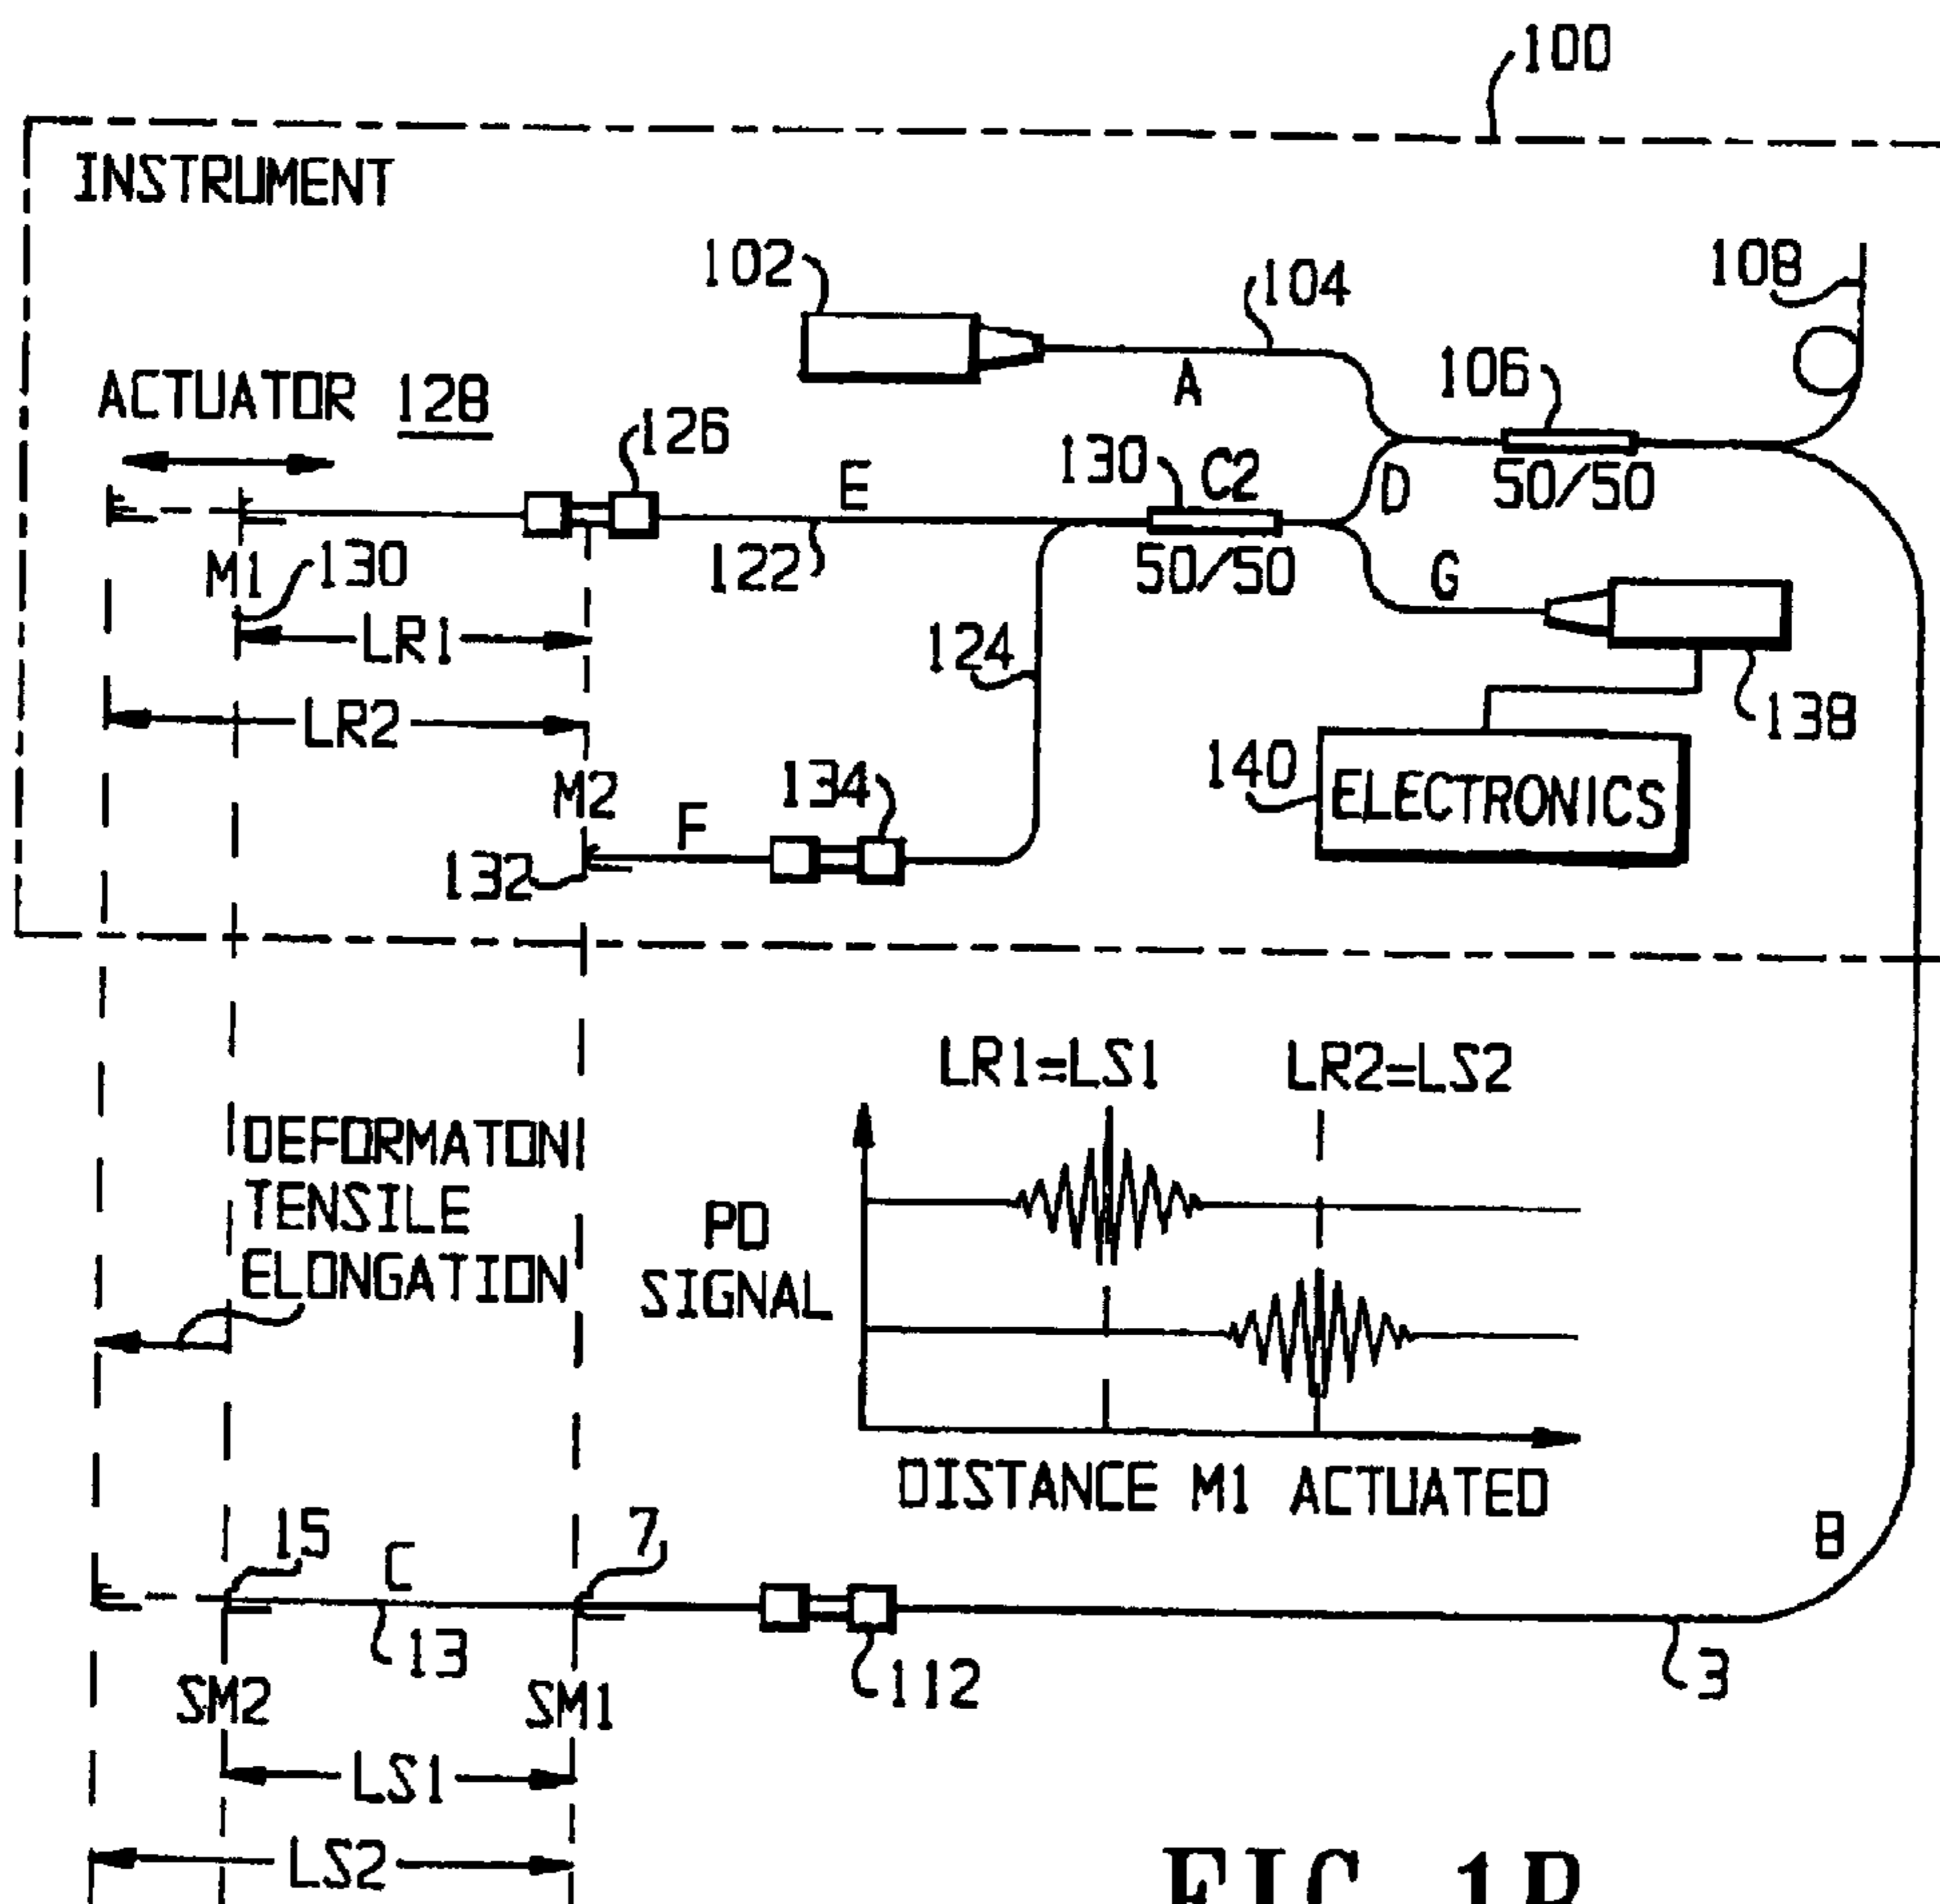 100
INSTRUMENT
102
104
108
106
ACTUATOR 128
126
A
130
C2
D
50/50
E
M1
130
122
50/50
G
LR1
124
138
LR2
M2
134
140
ELECTRONICS
F
132
LR1=LS1
LR2=LS2
DEFORMATON
TENSILE
ELONGATION
PD
SIGNAL
DISTANCE M1 ACTUATED
15
C
7
B
13
112
3
SM2
SM1
LS1
LS2